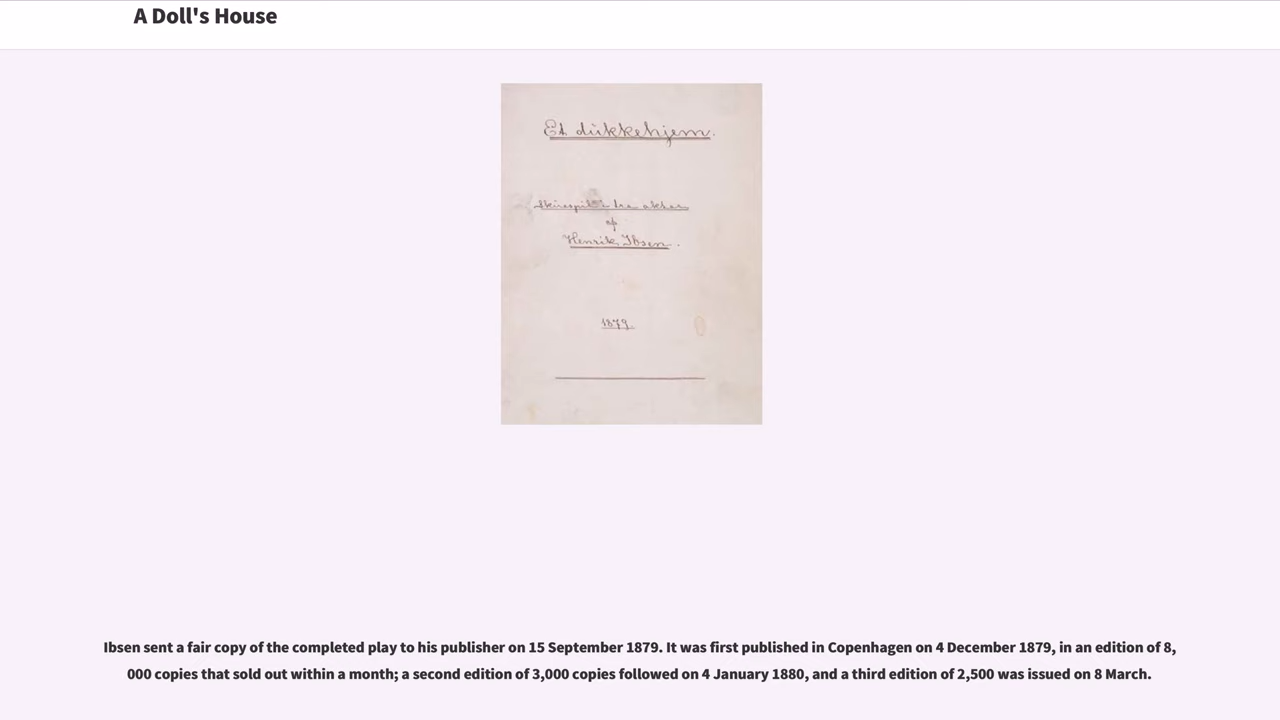 A Doll's House
Et dukkehjem.
Skuespil i tre akter
af
Henrik Ibsen.
1879.
Ibsen sent a fair copy of the completed play to his publisher on 15 September 1879. It was first published in Copenhagen on 4 December 1879, in an edition of 8,
000 copies that sold out within a month; a second edition of 3,000 copies followed on 4 January 1880, and a third edition of 2,500 was issued on 8 March.